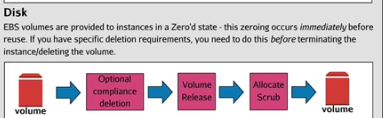 Disk
EBS volumes are provided to instances in a Zero'd state - this zeroing occurs immediately before
reuse. If you have specific deletion requirements, you need to do this before terminating the
instance/deleting the volume.
Optional
compliance
deletion
Volume
Release
Allocate
Scrub
volume
volume